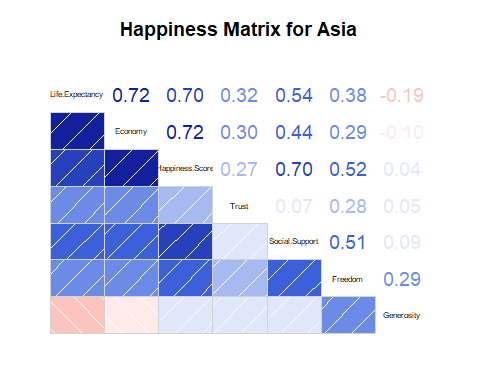 Happiness Matrix for Asia
Life.Expectancy 0.72 0.70 0.32 0.54 0.38 -0.19
Economy 0.72 0.30 0.44 0.29 -0.10
Happiness.Score 0.27 0.70 0.52 0.04
Trust 0.07 0.28 0.05
Social.Support 0.51 0.09
Freedom 0.29
Generosity